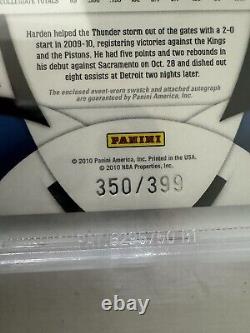 COLLEGIATE TOTALS
Harden helped the Thunder storm out of the gates with a 2-0
start in 2009-10, registering victories against the Kings
and the Pistons. He had five points and two rebounds in
his debut against Sacramento on Oct. 28 and dished out
eight assists at Detroit two nights later.
The enclosed event-worn swatch and attached autograph
are guaranteed by Panini America, Inc.
PANINI
© 2010 Panini America, Inc. Printed in the USA.
© 2010 NBA Properties, Inc.
350/399